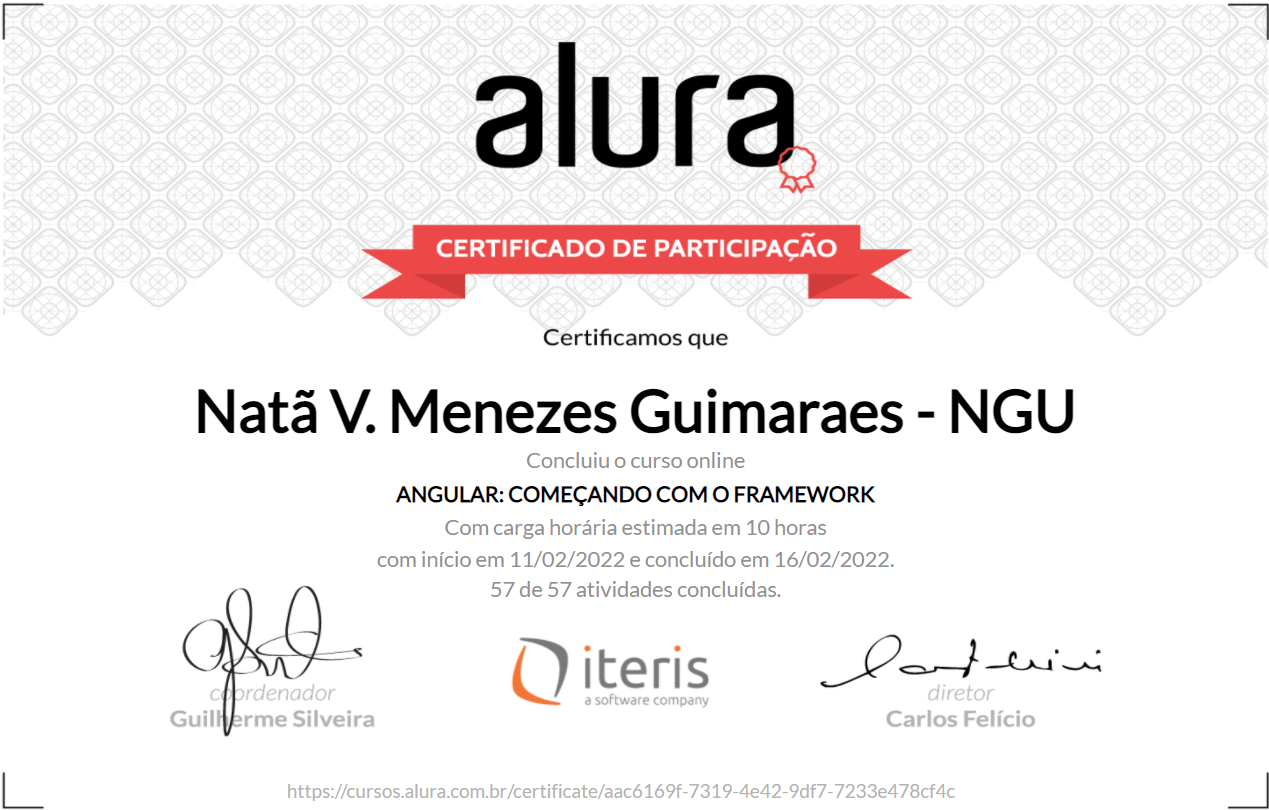 alura
CERTIFICADO DE PARTICIPAÇÃO
Certificamos que
Natã V. Menezes Guimaraes - NGU
Concluiu o curso online
ANGULAR: COMEÇANDO COM O FRAMEWORK
Com carga horária estimada em 10 horas
com início em 11/02/2022 e concluído em 16/02/2022.
57 de 57 atividades concluídas.
coordenador
Guilherme Silveira
iteris
a software company
diretor
Carlos Felício
https://cursos.alura.com.br/certificate/aac6169f-7319-4e42-9df7-7233e478cf4c